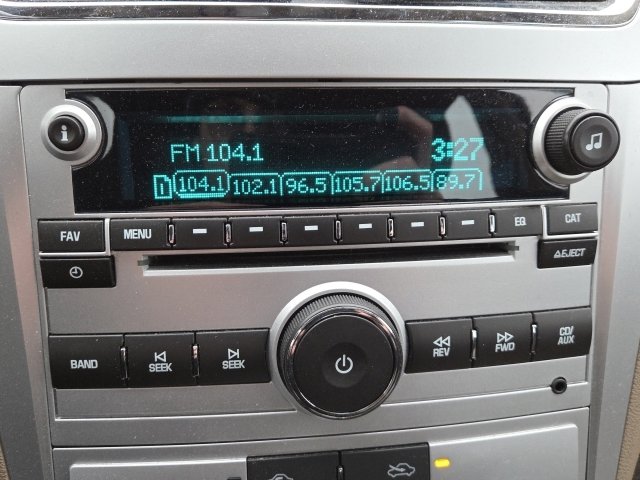 i
FM 104.1 3:27
1 104.1 102.1 96.5 105.7 106.5 89.7
FAV MENU EQ CAT
EJECT
BAND SEEK SEEK REV FWD CD/
AUX